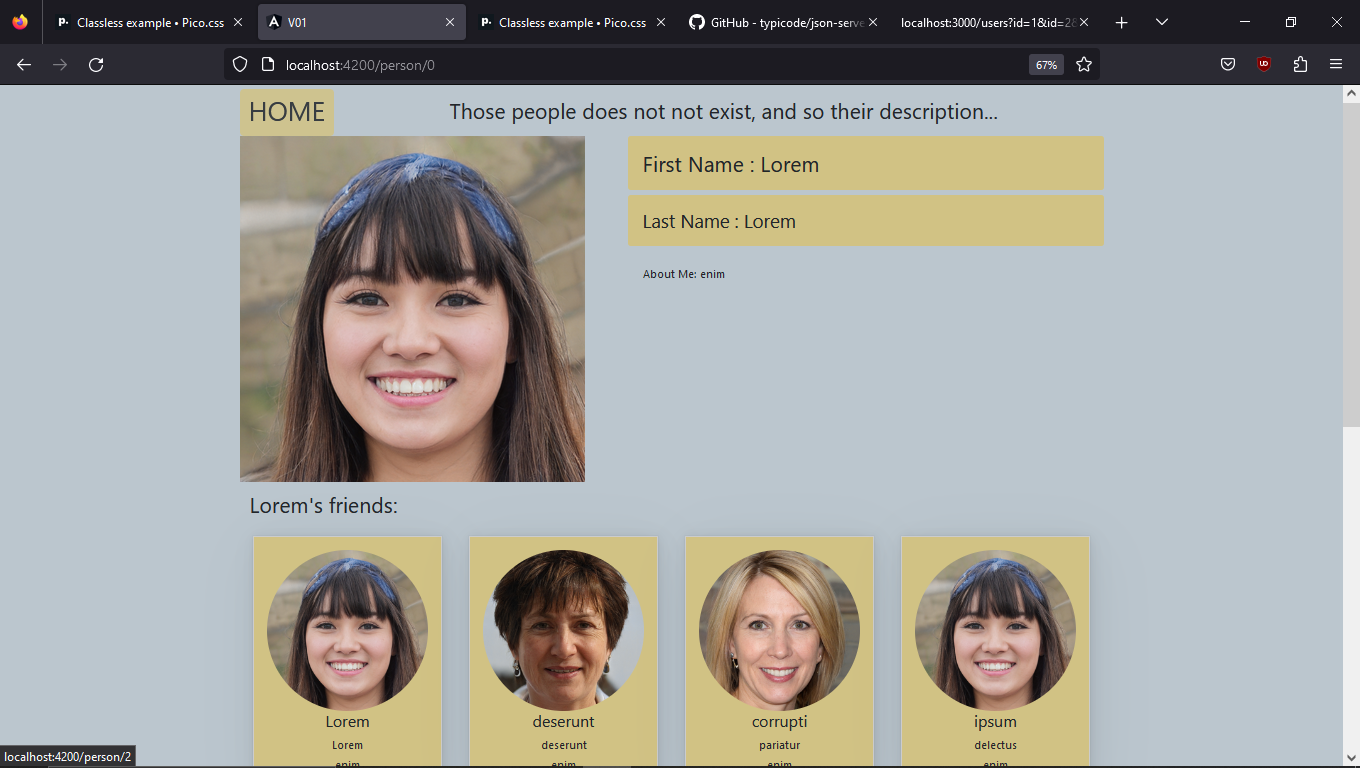 Classless example • Pico.css
V01
Classless example • Pico.css
GitHub - typicode/json-serve
localhost:3000/users?id=1&id=28
localhost:4200/person/0
67%
HOME
Those people does not not exist, and so their description...
First Name : Lorem
Last Name : Lorem
About Me: enim
Lorem's friends:
Lorem
deserunt
corrupti
ipsum
Lorem
deserunt
pariatur
delectus
enim
enim
enim
enim
localhost:4200/person/2